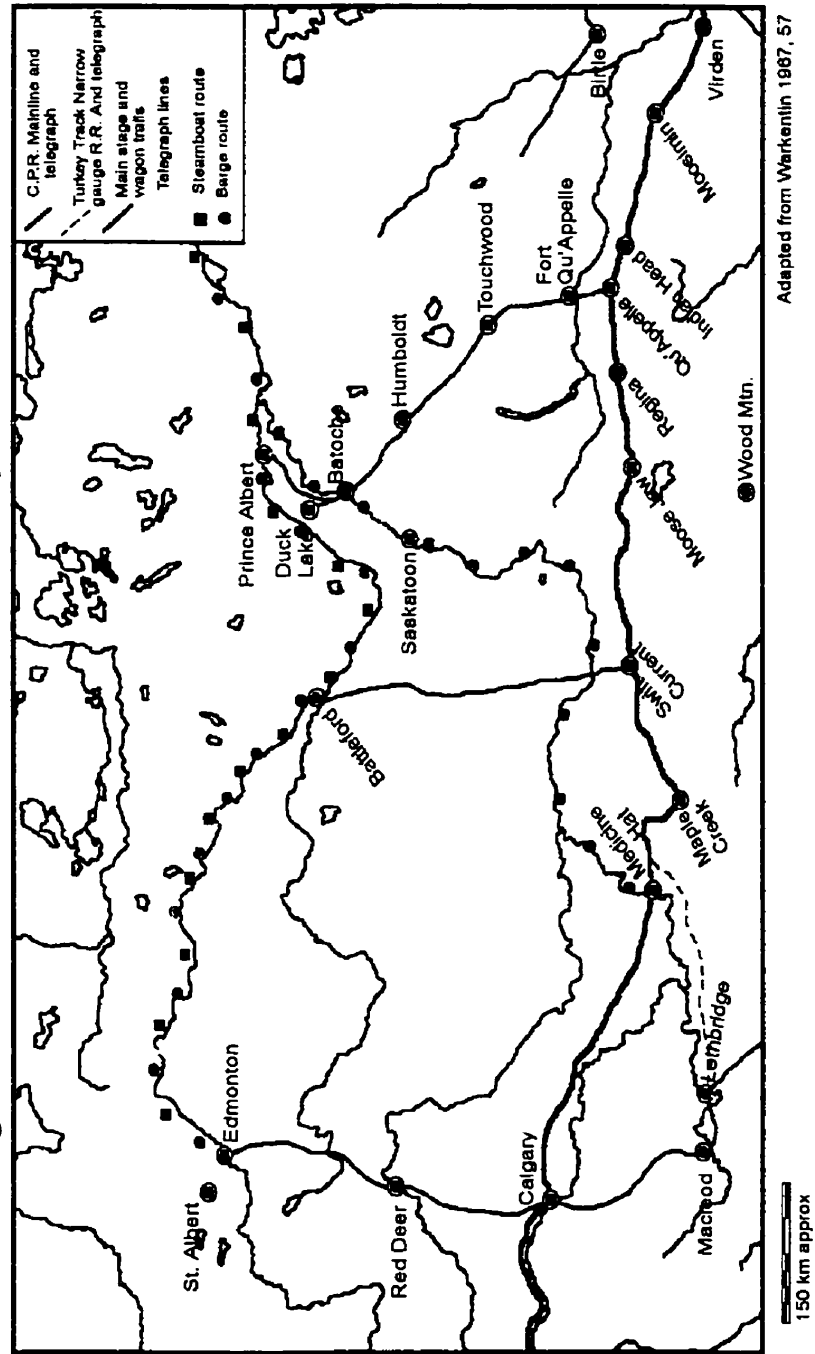 C.P.R. Mainline and
telegraph
Turkey Track Narrow
gauge R.R. And telegraph
Main stage and
wagon trails
Telegraph lines
Steamboat route
Barge route
St. Albert
Edmonton
Red Deer
Calgary
Macleod
Lethbridge
Medicine
Hat
Maple
Creek
Swift
Current
Battleford
Saskatoon
Prince Albert
Duck
Lake
Batoche
Humboldt
Touchwood
Fort
Qu'Appelle
Moose Jaw
Regina
Qu'Appelle
Indian Head
Moosimin
Virden
Birtle
Wood Mtn.
150 km approx
Adapted from Warkentin 1967, 57